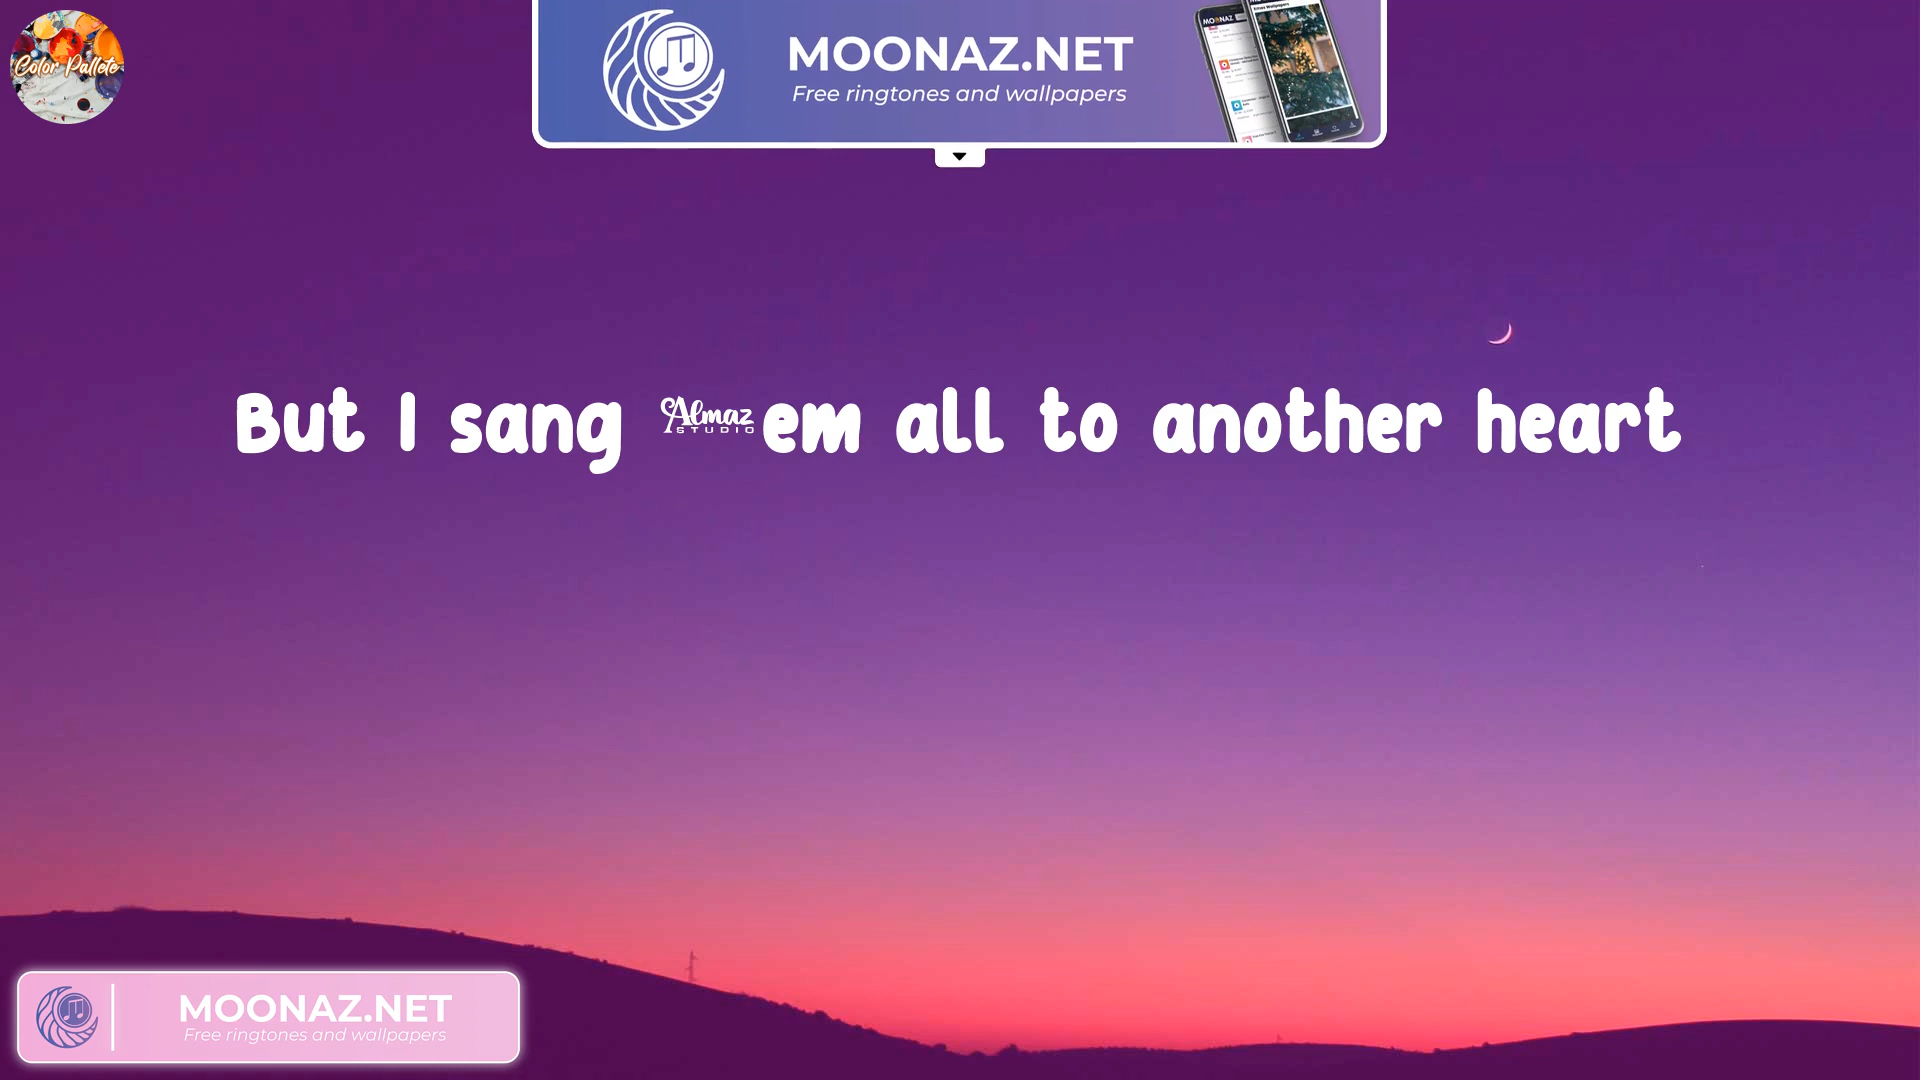 Color Pallete
MOONAZ.NET
Free ringtones and wallpapers
But I sang Almaz STUDIO em all to another heart
MOONAZ.NET
Free ringtones and wallpapers